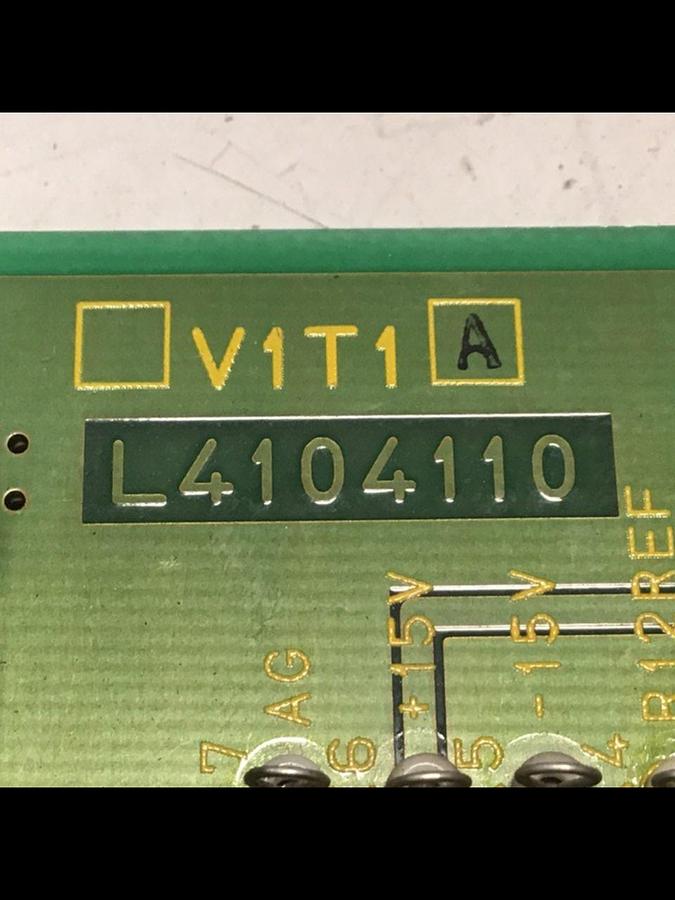 V1T1 A
L4104110
7 AG
6 +15V
5 -15V
4 R12 REF